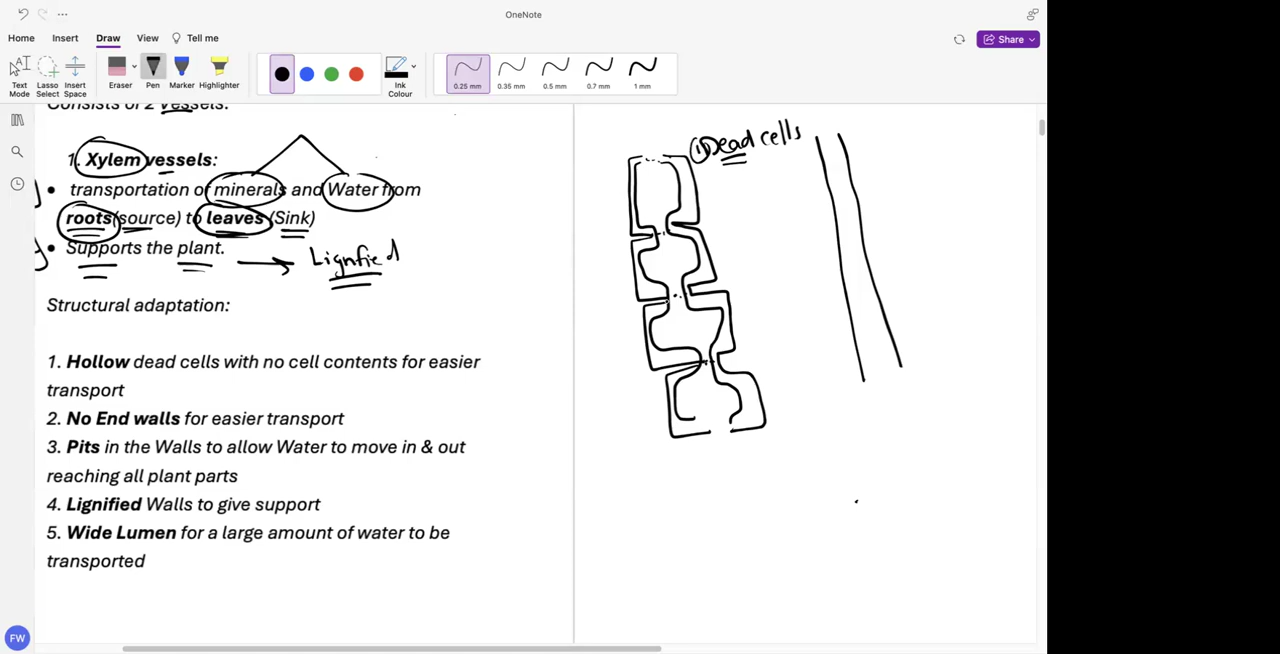 OneNote
Home Insert Draw View Tell me
Share
Text Mode
Lasso Select
Insert Space
Eraser
Pen
Marker
Highlighter
Ink Colour
0.25 mm
0.35 mm
0.5 mm
0.7 mm
1 mm
Consists of 2 vessels.
1. Xylem vessels:
• transportation of minerals and Water from
roots(source) to leaves (Sink)
• Supports the plant. Lignfied
Structural adaptation:
1. Hollow dead cells with no cell contents for easier
transport
2. No End walls for easier transport
3. Pits in the Walls to allow Water to move in & out
reaching all plant parts
4. Lignified Walls to give support
5. Wide Lumen for a large amount of water to be
transported
① Dead cells
FW